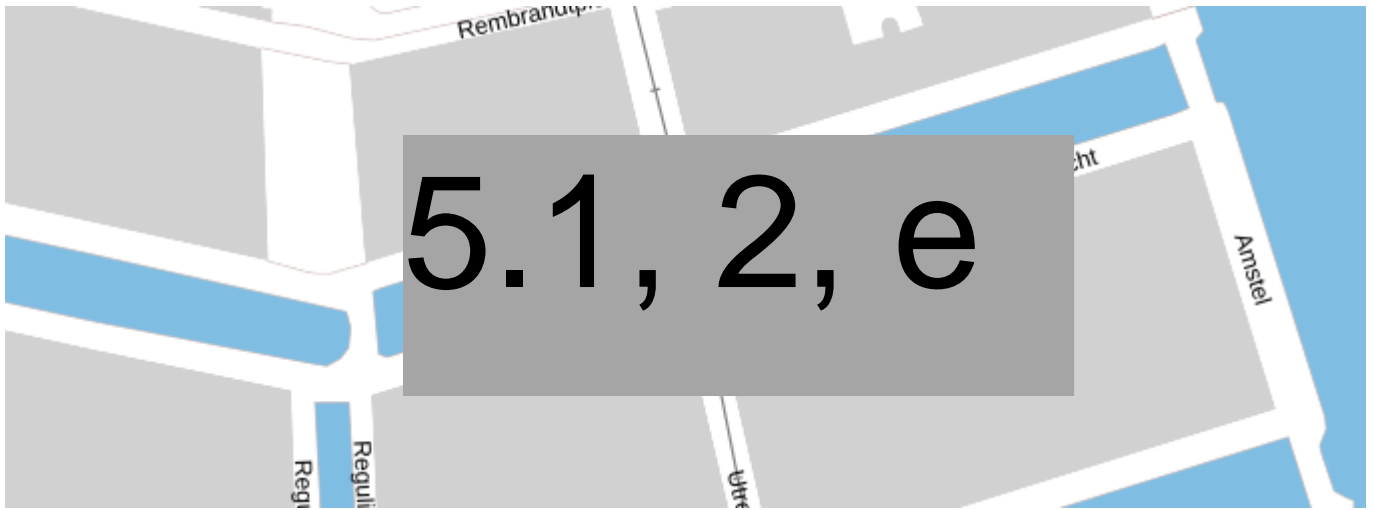 Rembrandtpl
5.1, 2, e
cht
Amstel
Reguli
Regu
Utre